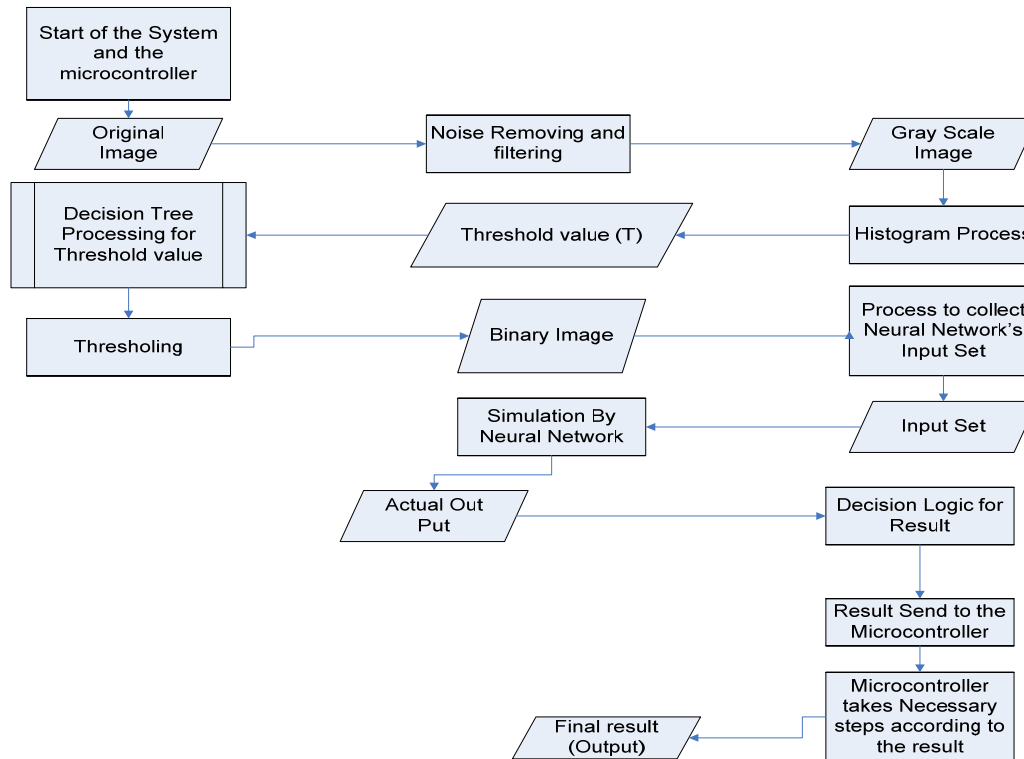 Start of the System
and the
microcontroller
Original
Image
Noise Removing and
filtering
Gray Scale
Image
Histogram Process
Threshold value (T)
Decision Tree
Processing for
Threshold value
Thresholing
Binary Image
Process to collect
Neural Network's
Input Set
Input Set
Simulation By
Neural Network
Actual Out
Put
Decision Logic for
Result
Result Send to the
Microcontroller
Microcontroller
takes Necessary
steps according to
the result
Final result
(Output)